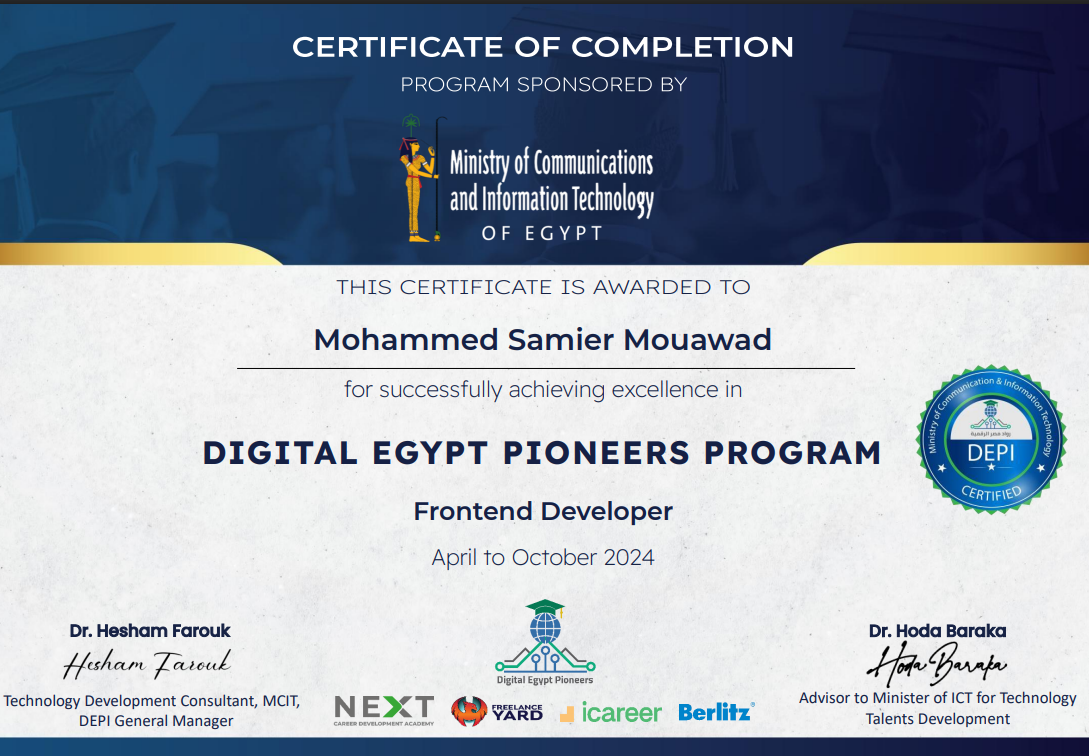 CERTIFICATE OF COMPLETION
PROGRAM SPONSORED BY
Ministry of Communications
and Information Technology
OF EGYPT
THIS CERTIFICATE IS AWARDED TO
Mohammed Samier Mouawad
for successfully achieving excellence in
DIGITAL EGYPT PIONEERS PROGRAM
Ministry of Communication & Information Technology
رواد مصر الرقمية
DEPI
CERTIFIED
Frontend Developer
April to October 2024
Dr. Hesham Farouk
Hesham Farouk
Technology Development Consultant, MCIT,
DEPI General Manager
Digital Egypt Pioneers
NEXT
CAREER DEVELOPMENT ACADEMY
FREELANCE
YARD
icareer
Berlitz®
Dr. Hoda Baraka
Hoda Baraka
Advisor to Minister of ICT for Technology
Talents Development